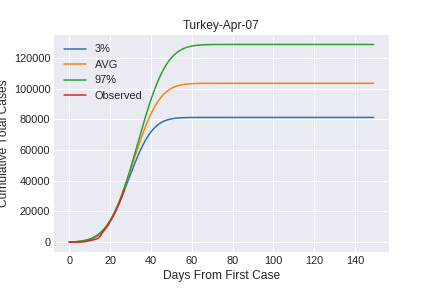 Turkey-Apr-07
Cumulative Total Cases
120000
100000
80000
60000
40000
20000
0
3%
AVG
97%
Observed
0 20 40 60 80 100 120 140
Days From First Case